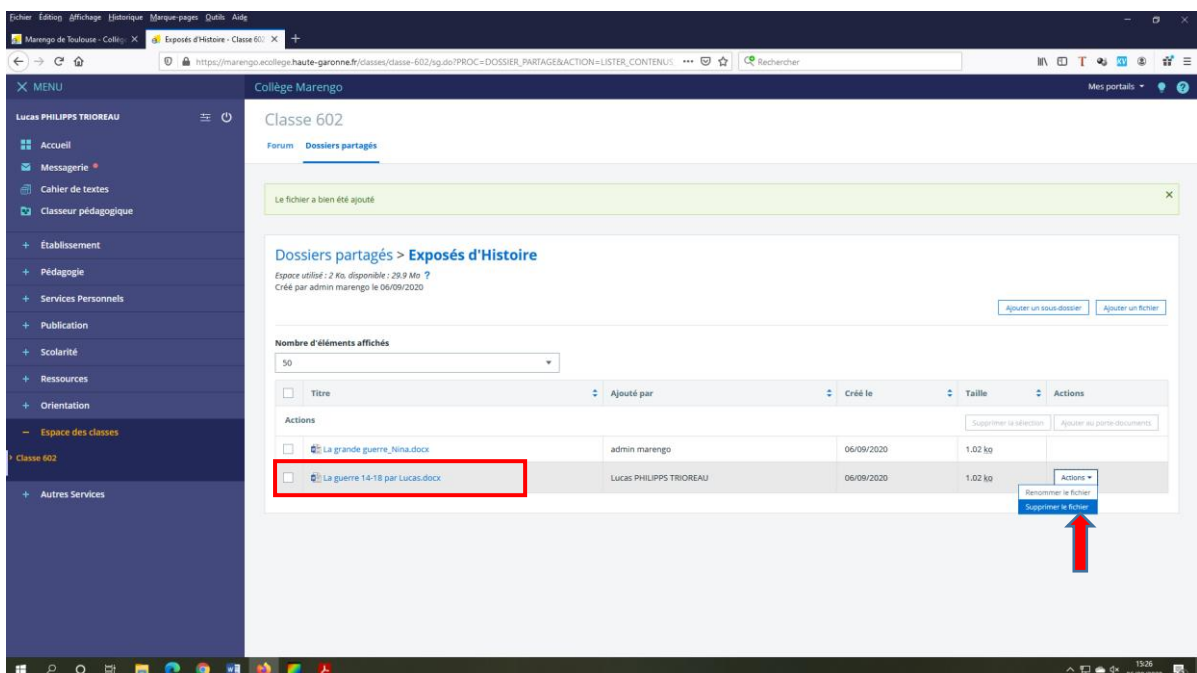 Fichier Édition Affichage Historique Marque-pages Outils Aide
Marengo de Toulouse - Collèg
Exposés d'Histoire - Classe 602
https://marengo.ecollege.haute-garonne.fr/classes/classe-602/sg.do?PROC=DOSSIER_PARTAGE&ACTION=LISTER_CONTENUS
Rechercher
MENU
Collège Marengo
Mes portails
Lucas PHILIPPS TRIOREAU
Classe 602
Accueil
Forum Dossiers partagés
Messagerie
Cahier de textes
Le fichier a bien été ajouté
Classeur pédagogique
+ Établissement
Dossiers partagés > Exposés d'Histoire
+ Pédagogie
Espace utilisé : 2 Ko, disponible : 29.9 Mo ?
Créé par admin marengo le 06/09/2020
+ Services Personnels
Ajouter un sous-dossier
Ajouter un fichier
+ Publication
Nombre d'éléments affichés
+ Scolarité
50
+ Ressources
Titre Ajouté par Créé le Taille Actions
+ Orientation
Actions
Supprimer la sélection
Ajouter au porte-documents
− Espace des classes
La grande guerre_Nina.docx admin marengo 06/09/2020 1.02 ko
Classe 602
La guerre 14-18 par Lucas.docx Lucas PHILIPPS TRIOREAU 06/09/2020 1.02 ko Actions
Renommer le fichier
+ Autres Services
Supprimer le fichier
15:26